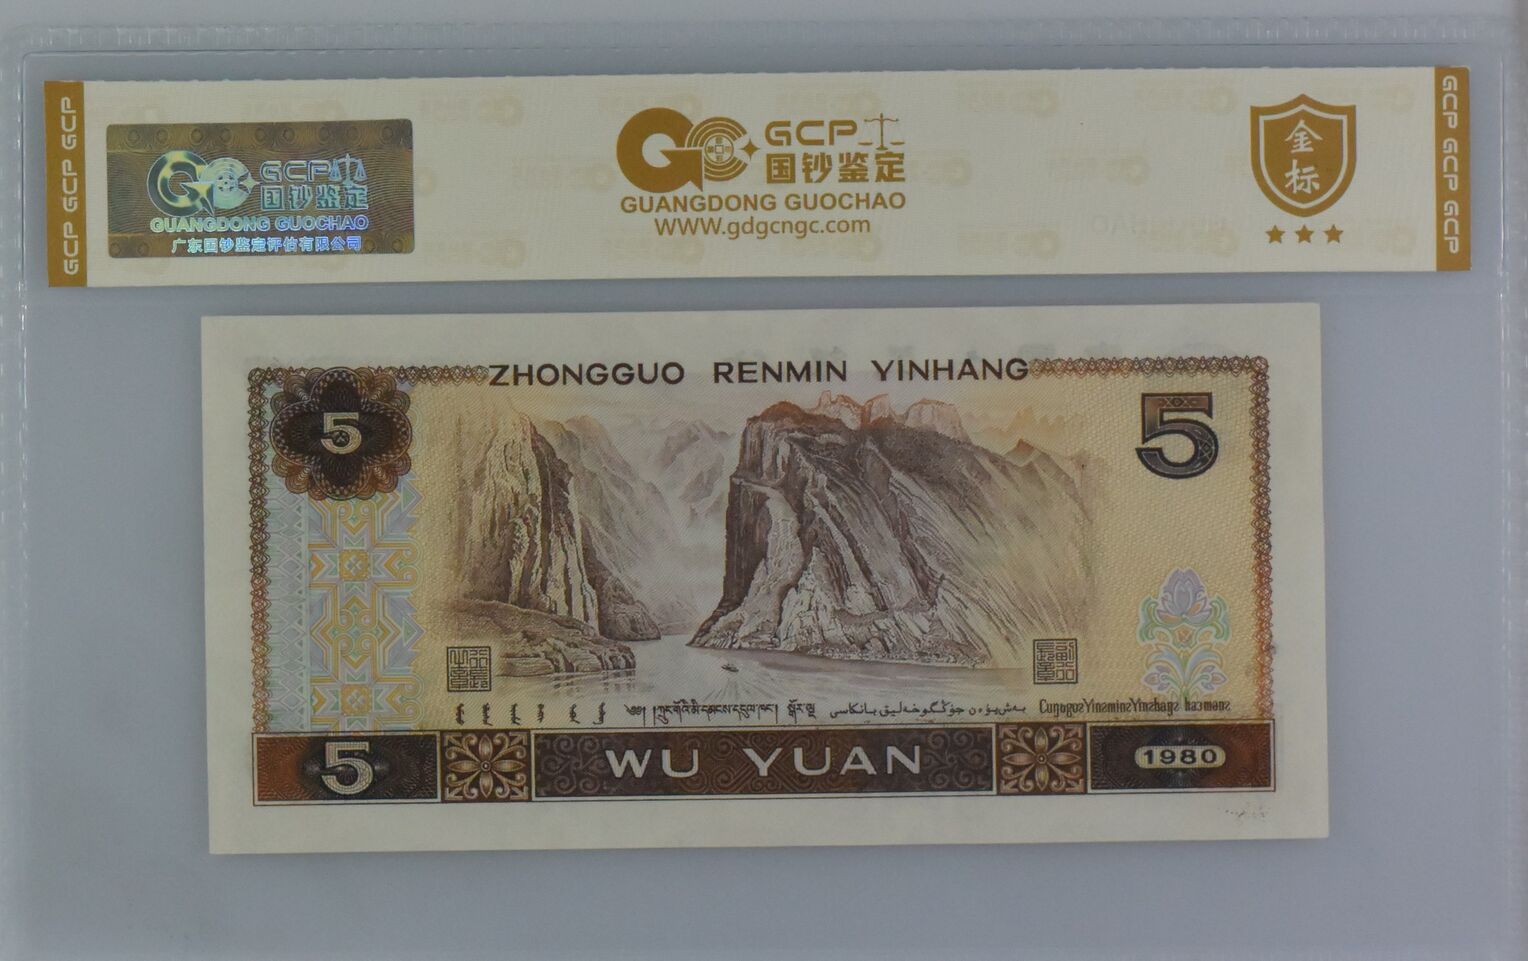 GCP GCP GCP
GCP
国钞鉴定
GUANGDONG GUOCHAO
广东国钞鉴定评估有限公司
GCP
国钞鉴定
GUANGDONG GUOCHAO
WWW.gdgcngc.com
金标
GCP GCP GCP
ZHONGGUO RENMIN YINHANG
5
5
5
WU YUAN
1980